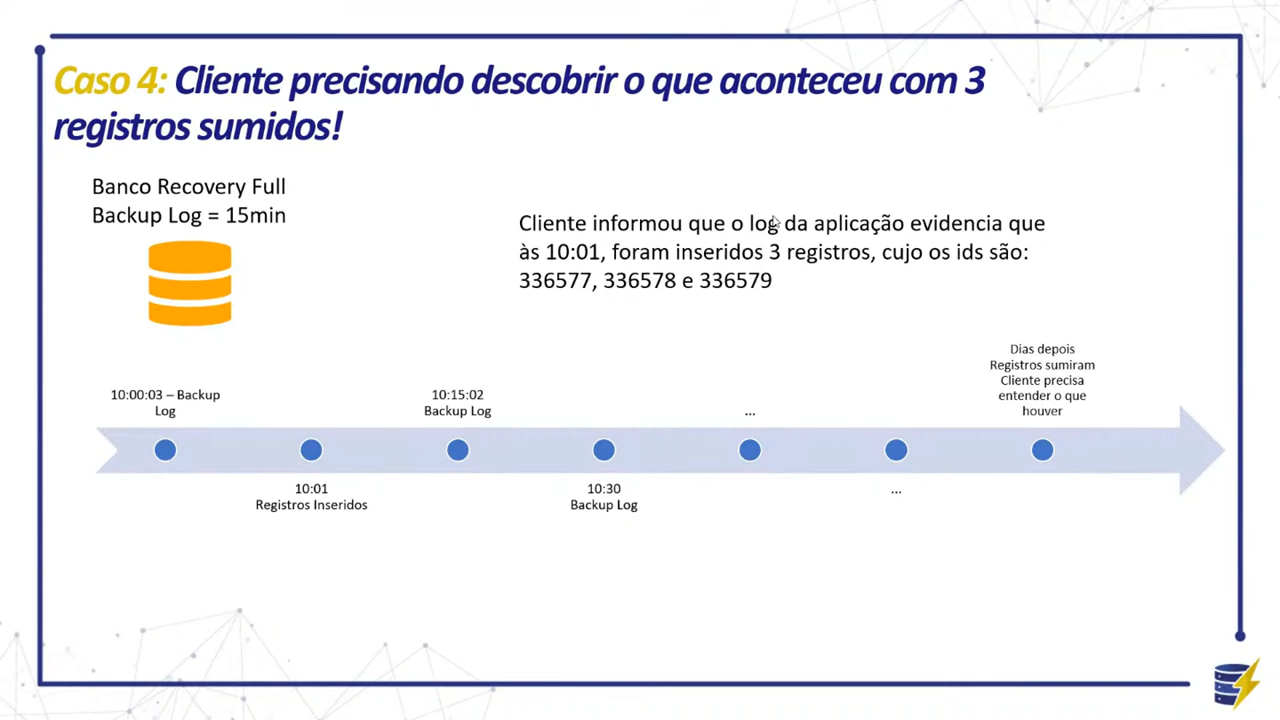 Caso 4: Cliente precisando descobrir o que aconteceu com 3
registros sumidos!
Banco Recovery Full
Backup Log = 15min
Cliente informou que o log da aplicação evidencia que
às 10:01, foram inseridos 3 registros, cujo os ids são:
336577, 336578 e 336579
10:00:03 – Backup
Log
10:01
Registros Inseridos
10:15:02
Backup Log
10:30
Backup Log
...
...
Dias depois
Registros sumiram
Cliente precisa
entender o que
houver